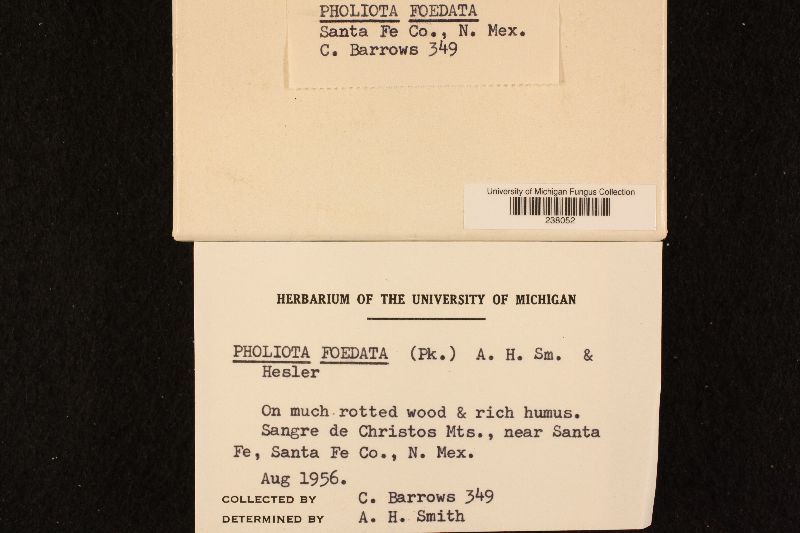 PHOLIOTA FOEDATA
Santa Fe Co., N. Mex.
C. Barrows 349
University of Michigan Fungus Collection
238052
HERBARIUM OF THE UNIVERSITY OF MICHIGAN
PHOLIOTA FOEDATA (Pk.) A. H. Sm. &
Hesler
On much rotted wood & rich humus.
Sangre de Christos Mts., near Santa
Fe, Santa Fe Co., N. Mex.
Aug 1956.
COLLECTED BY C. Barrows 349
DETERMINED BY A. H. Smith